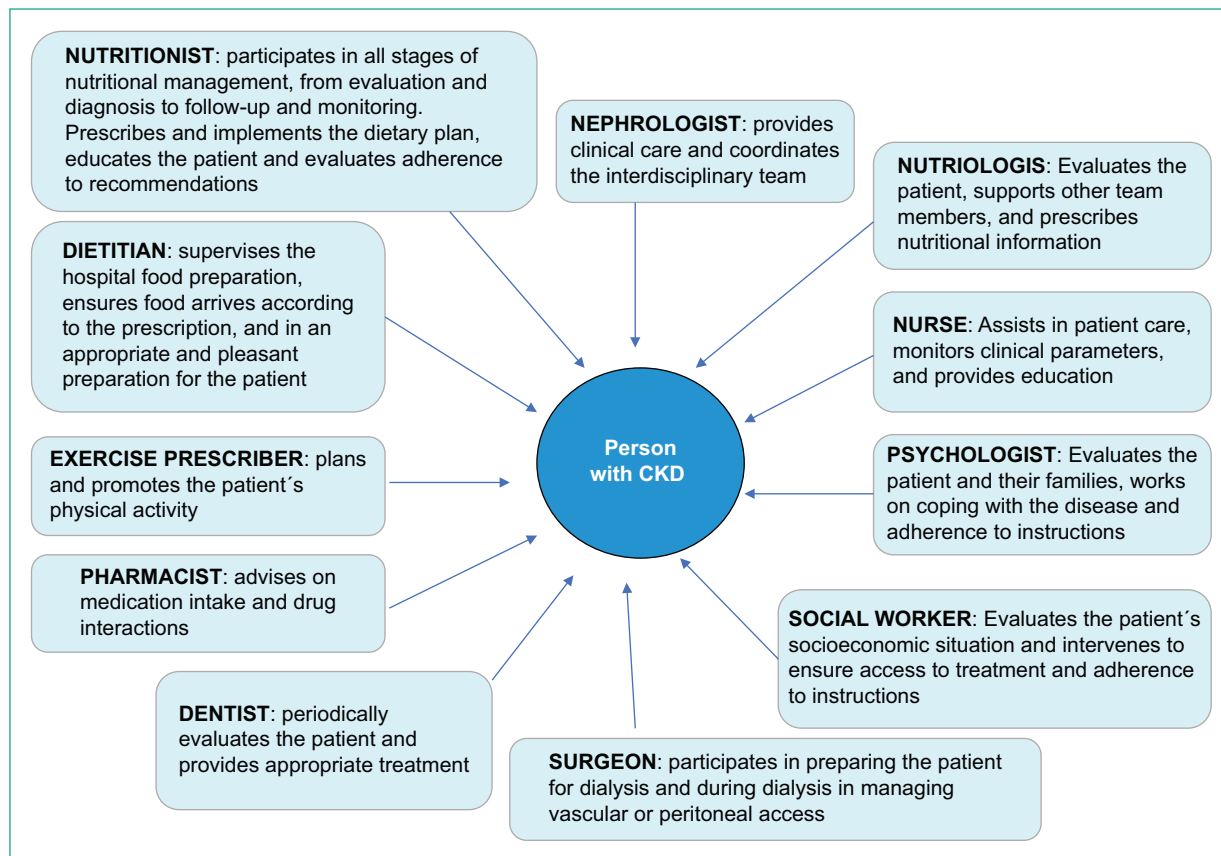 NUTRITIONIST: participates in all stages of
nutritional management, from evaluation and
diagnosis to follow-up and monitoring.
Prescribes and implements the dietary plan,
educates the patient and evaluates adherence
to recommendations
NEPHROLOGIST: provides
clinical care and coordinates
the interdisciplinary team
NUTRIOLOGIS: Evaluates the
patient, supports other team
members, and prescribes
nutritional information
DIETITIAN: supervises the
hospital food preparation,
ensures food arrives according
to the prescription, and in an
appropriate and pleasant
preparation for the patient
NURSE: Assists in patient care,
monitors clinical parameters,
and provides education
Person
with CKD
EXERCISE PRESCRIBER: plans
and promotes the patient´s
physical activity
PSYCHOLOGIST: Evaluates the
patient and their families, works
on coping with the disease and
adherence to instructions
PHARMACIST: advises on
medication intake and drug
interactions
SOCIAL WORKER: Evaluates the patient´s
socioeconomic situation and intervenes to
ensure access to treatment and adherence
to instructions
DENTIST: periodically
evaluates the patient and
provides appropriate treatment
SURGEON: participates in preparing the patient
for dialysis and during dialysis in managing
vascular or peritoneal access